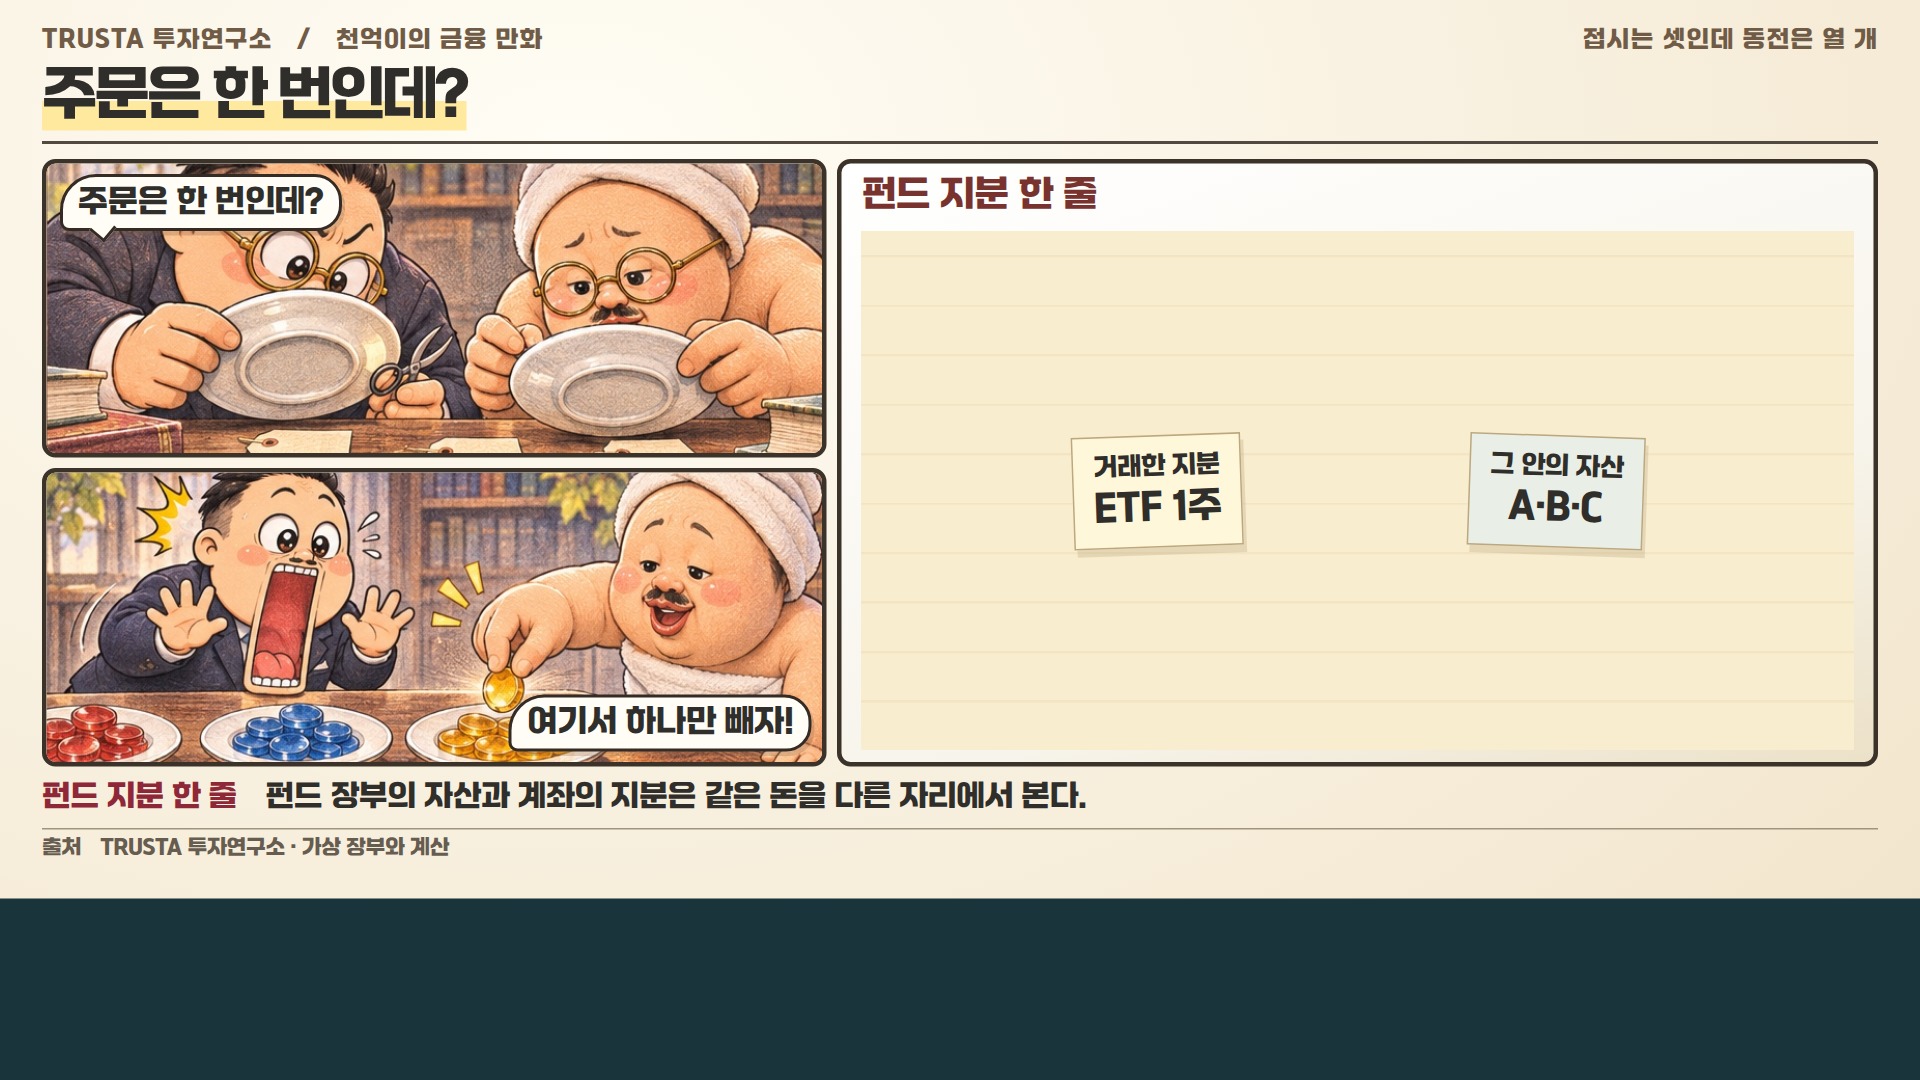 TRUSTA 투자연구소 / 천억이의 금융 만화
접시는 셋인데 동전은 열 개
주문은 한 번인데?
주문은 한 번인데?
여기서 하나만 빼자!
펀드 지분 한 줄
거래한 지분
ETF 1주
그 안의 자산
A·B·C
펀드 지분 한 줄 펀드 장부의 자산과 계좌의 지분은 같은 돈을 다른 자리에서 본다.
출처 TRUSTA 투자연구소 · 가상 장부와 계산